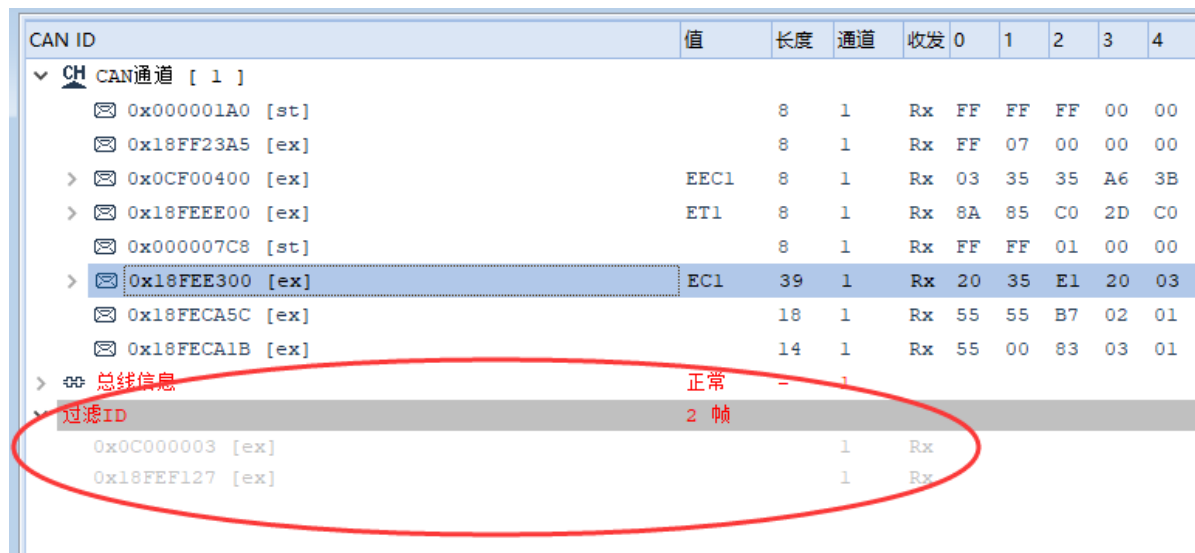 CAN ID 值 长度 通道 收发 0 1 2 3 4
CH CAN通道 [ 1 ]
0x000001A0 [st] 8 1 Rx FF FF FF 00 00
0x18FF23A5 [ex] 8 1 Rx FF 07 00 00 00
0x0CF00400 [ex] EEC1 8 1 Rx 03 35 35 A6 3B
0x18FEEE00 [ex] ET1 8 1 Rx 8A 85 C0 2D C0
0x000007C8 [st] 8 1 Rx FF FF 01 00 00
0x18FEE300 [ex] EC1 39 1 Rx 20 35 E1 20 03
0x18FECA5C [ex] 18 1 Rx 55 55 B7 02 01
0x18FECA1B [ex] 14 1 Rx 55 00 83 03 01
总线信息 正常 - 1
过滤ID 2 帧
0x0C000003 [ex] 1 Rx
0x18FEF127 [ex] 1 Rx